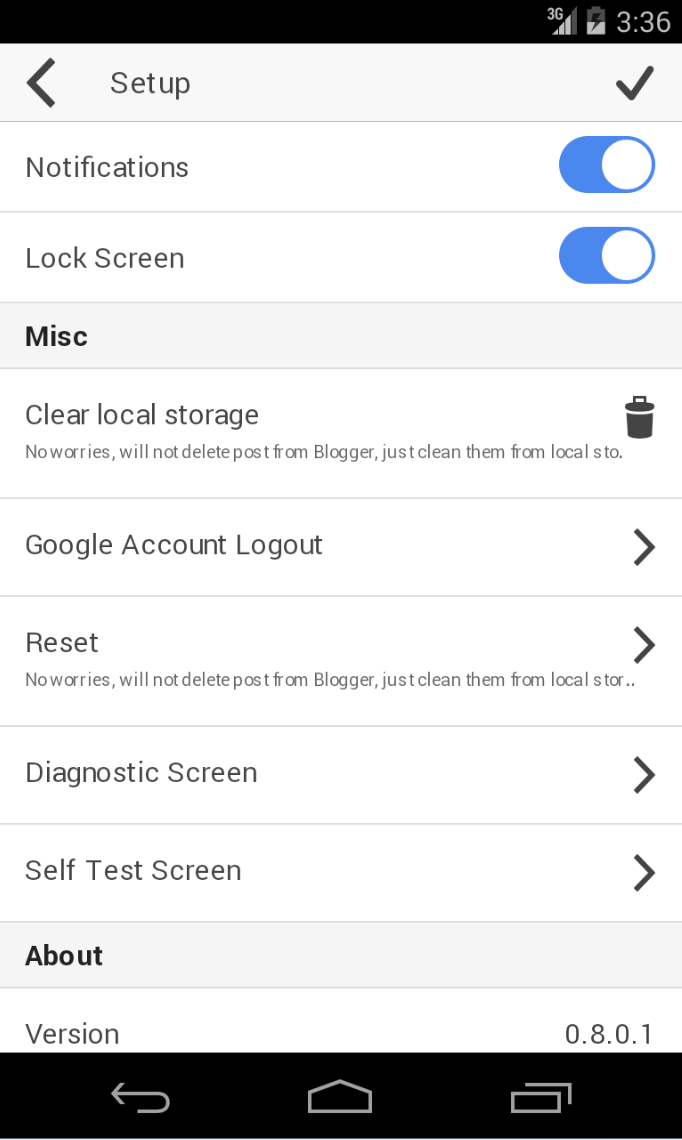 3G 3:36
Setup
Notifications
Lock Screen
Misc
Clear local storage
No worries, will not delete post from Blogger, just clean them from local sto.
Google Account Logout
Reset
No worries, will not delete post from Blogger, just clean them from local stor..
Diagnostic Screen
Self Test Screen
About
Version 0.8.0.1